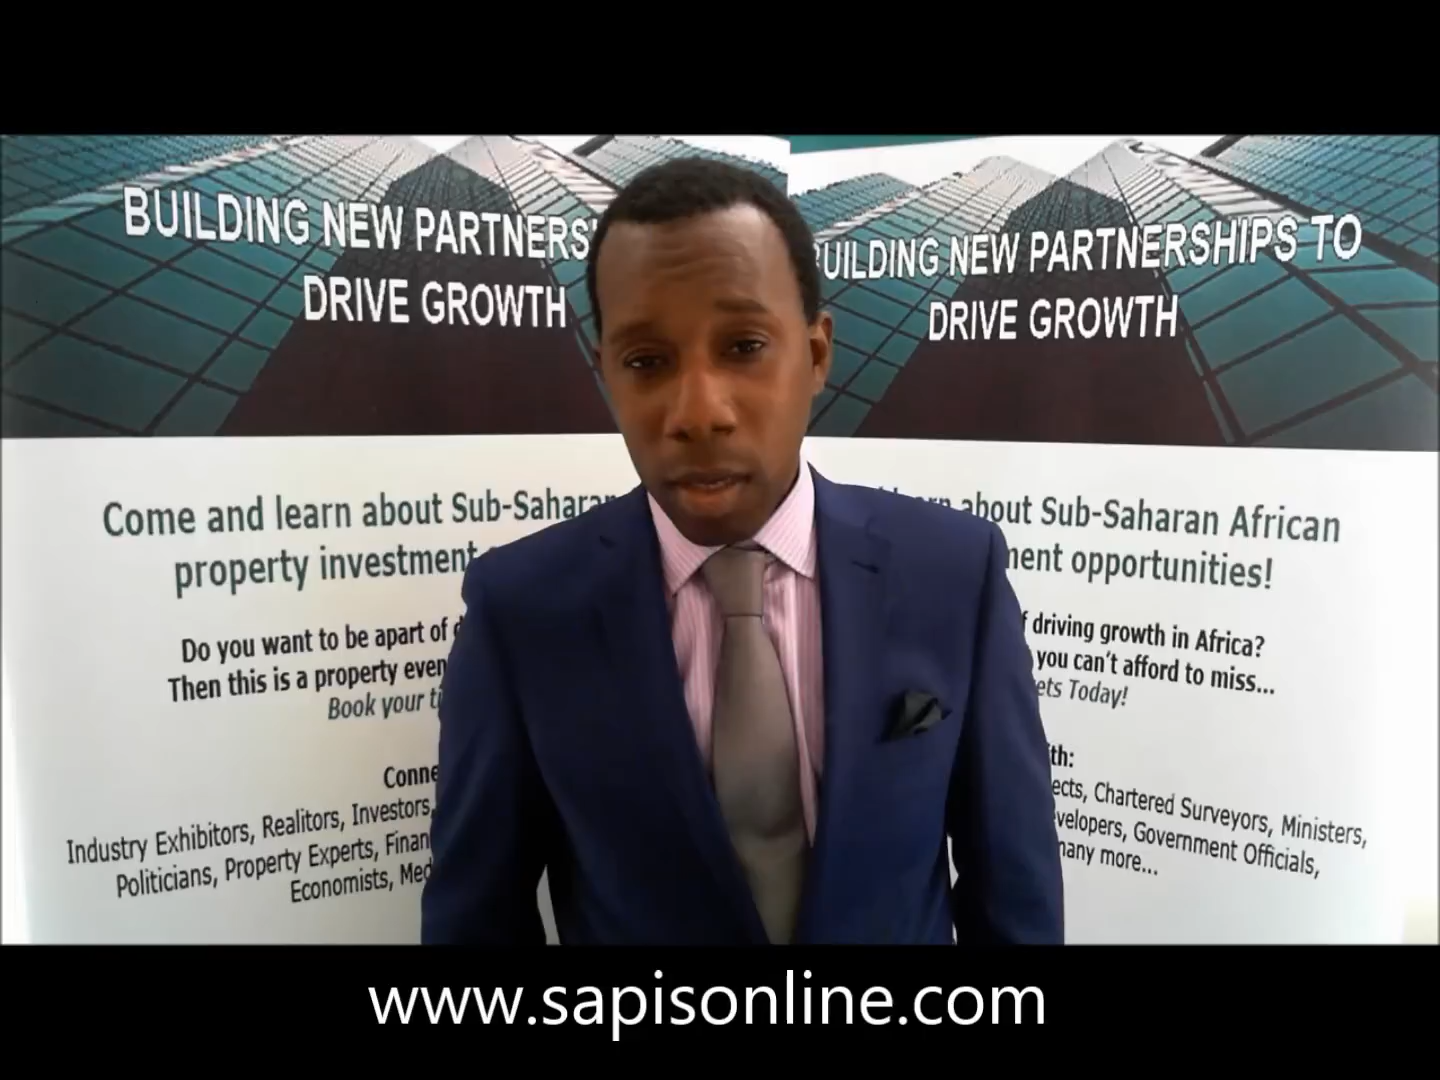 BUILDING NEW PARTNERS
DRIVE GROWTH
Come and learn about Sub-Saharan
property investment
Do you want to be apart of
Then this is a property even
Book your
Conne
Industry Exhibitors, Realitors, Investors,
Politicians, Property Experts, Finan
Economists, Med
UILDING NEW PARTNERSHIPS TO
DRIVE GROWTH
about Sub-Saharan African
ment opportunities!
f driving growth in Africa?
you can't afford to miss...
ets Today!
th:
ects, Chartered Surveyors, Ministers,
velopers, Government Officials,
many more...
www.sapisonline.com